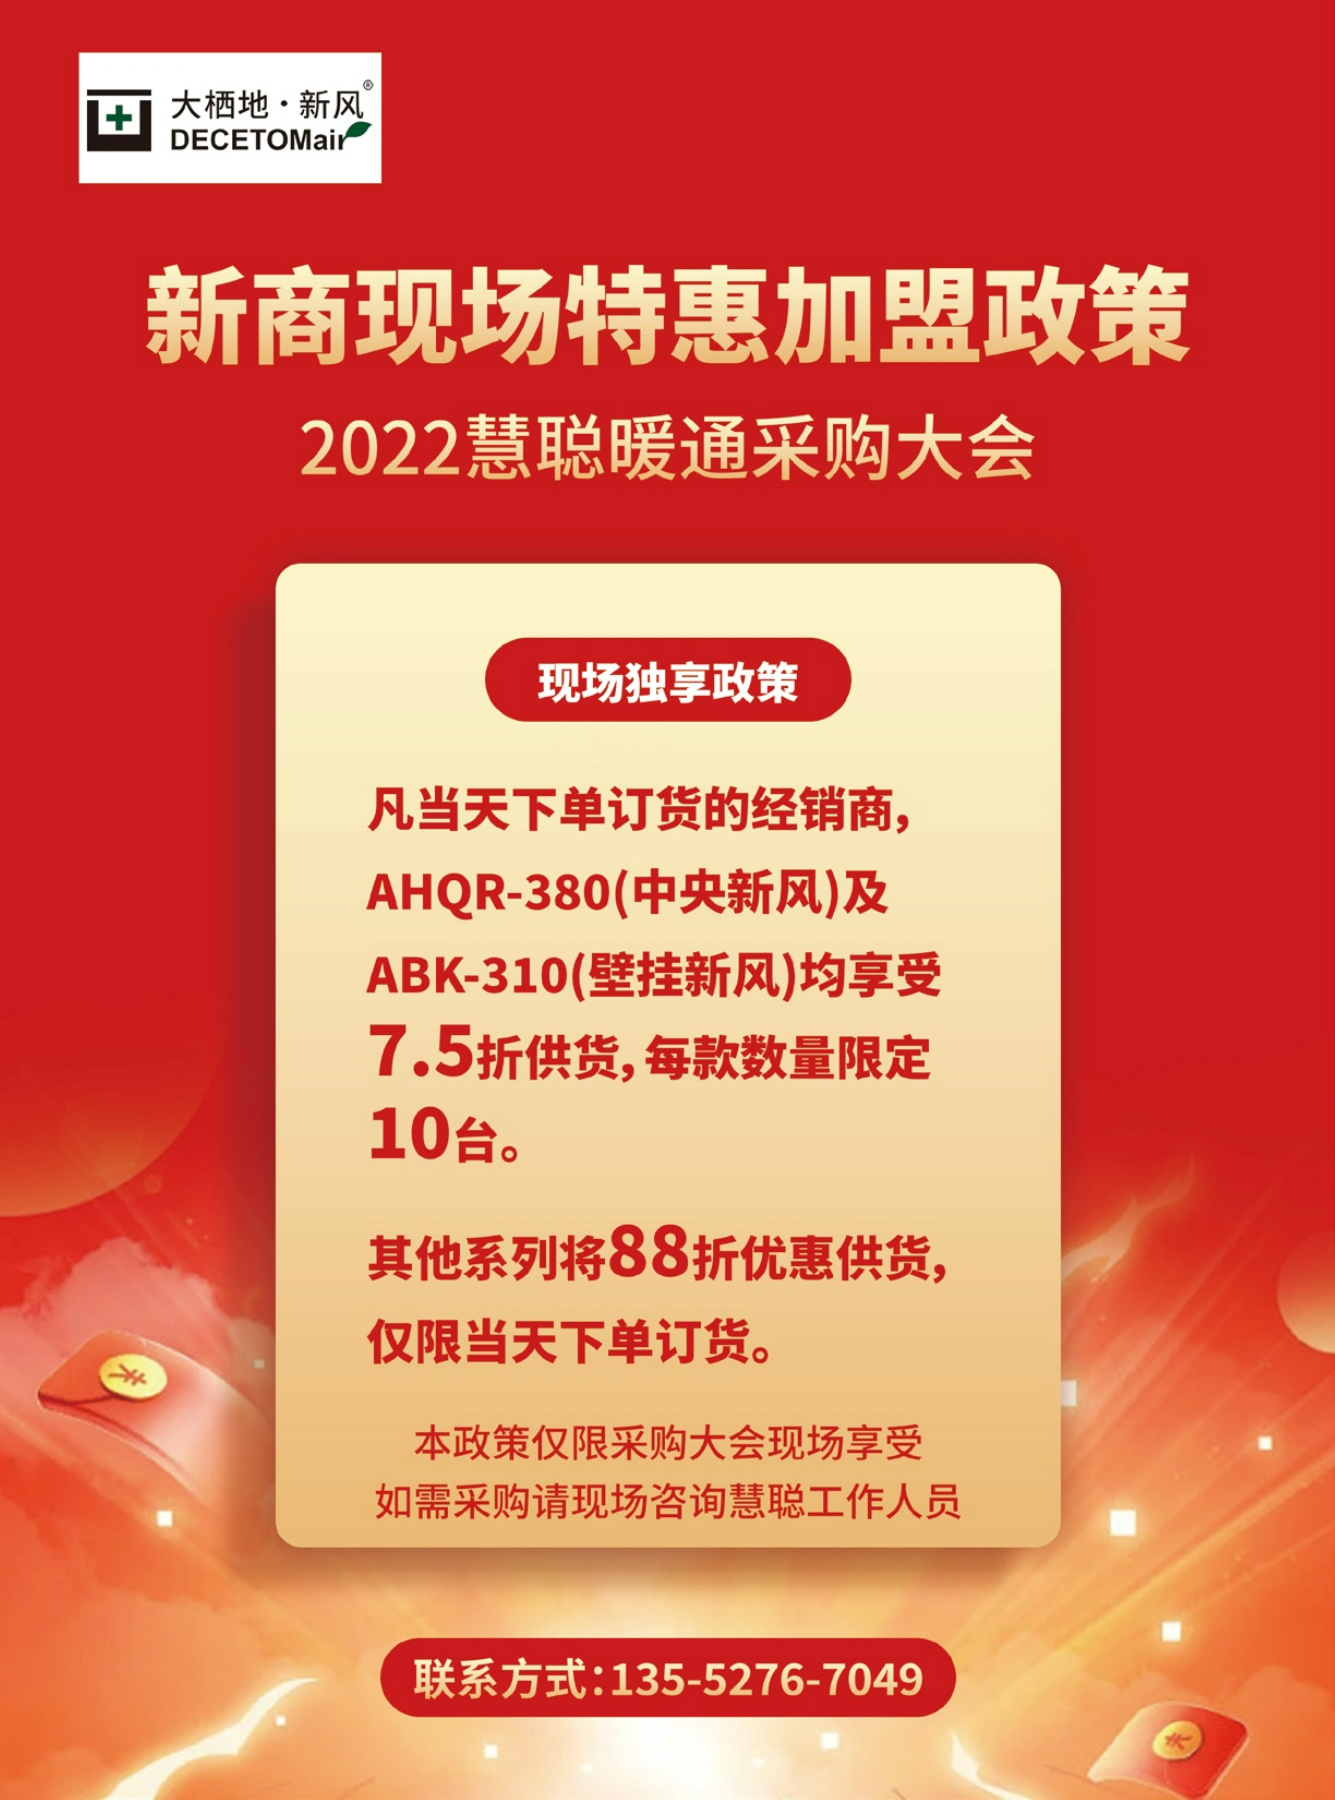 大栖地·新风®
DECETOMair
新商现场特惠加盟政策
2022慧聪暖通采购大会
现场独享政策
凡当天下单订货的经销商，
AHQR-380(中央新风)及
ABK-310(壁挂新风)均享受
7.5折供货，每款数量限定
10台。
其他系列将88折优惠供货，
仅限当天下单订货。
本政策仅限采购大会现场享受
如需采购请现场咨询慧聪工作人员
联系方式：135-5276-7049